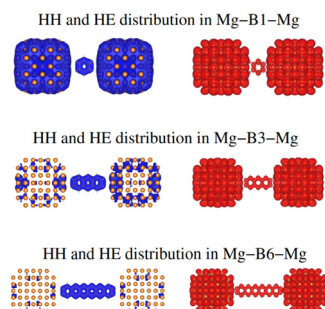 HH and HE distribution in Mg−B1−Mg
HH and HE distribution in Mg−B3−Mg
HH and HE distribution in Mg−B6−Mg